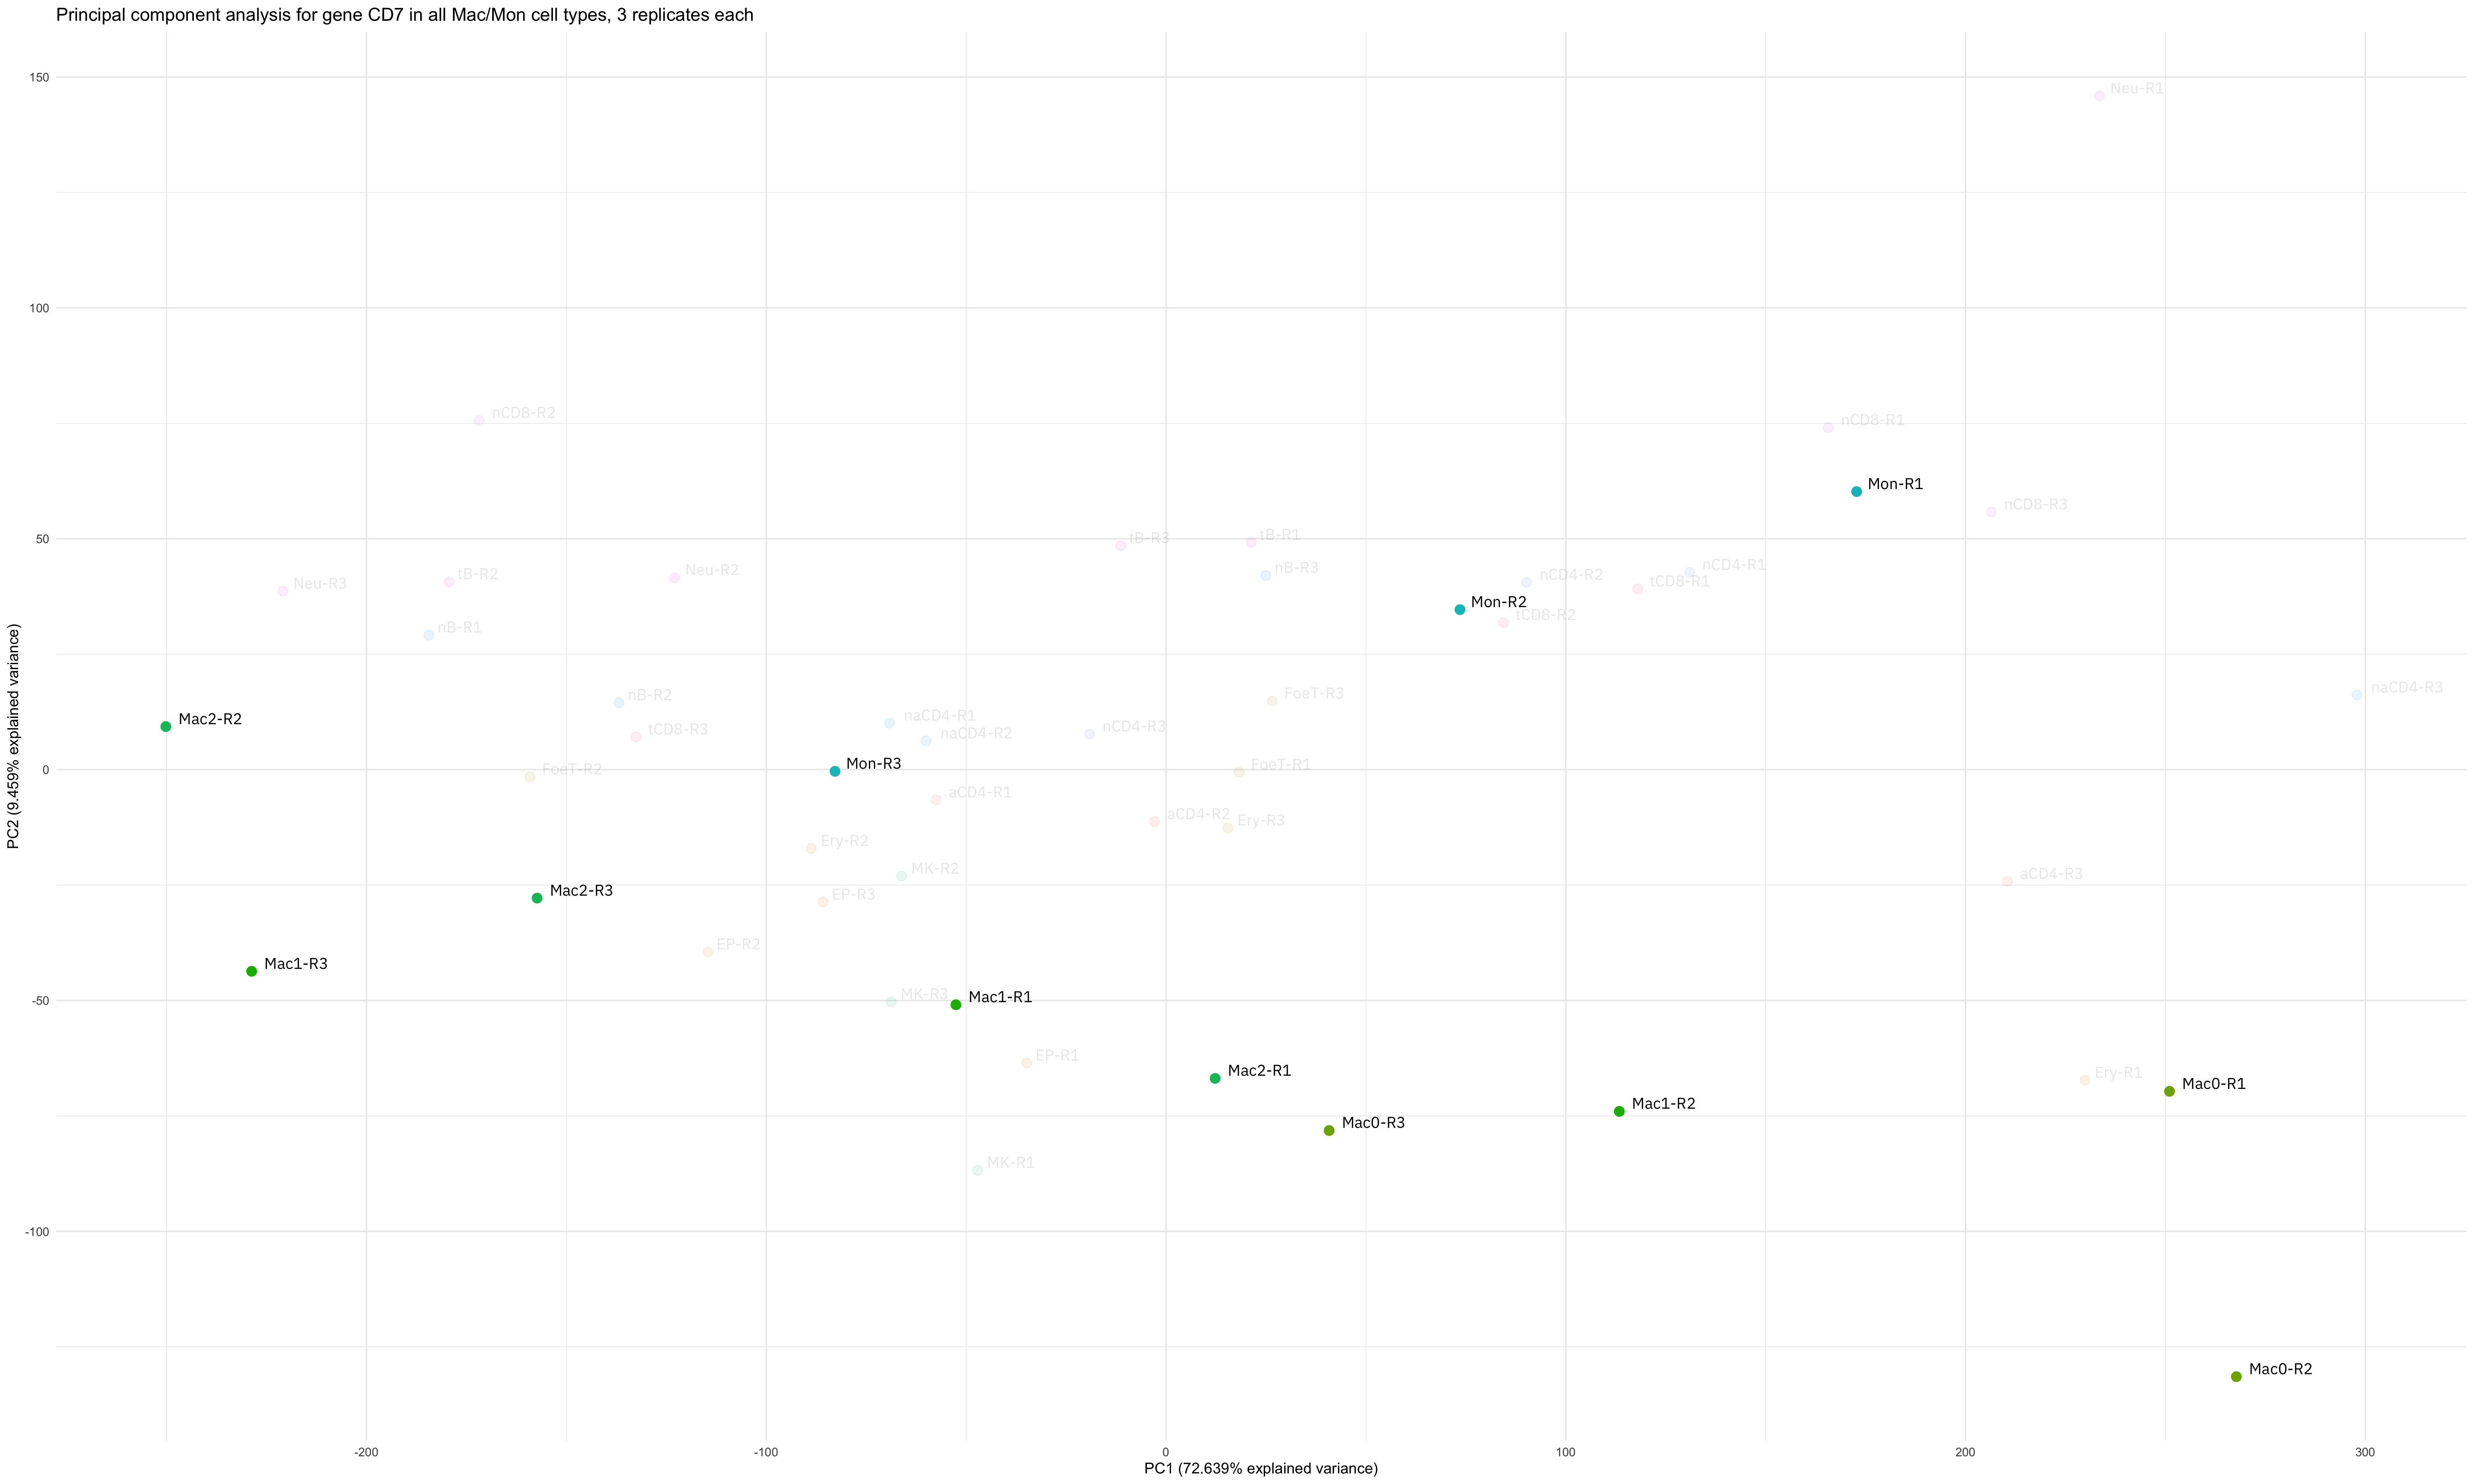 Principal component analysis for gene CD7 in all Mac/Mon cell types, 3 replicates each
150
Neu-R1
100
nCD8-R2
nCD8-R1
Mon-R1
nCD8-R3
50
tB-R3
tB-R1
nB-R3
nCD4-R1
Neu-R3
tB-R2
Neu-R2
nCD4-R2
tCD8-R1
Mon-R2
tCD8-R2
nB-R1
naCD4-R3
nB-R2
FoeT-R3
Mac2-R2
tCD8-R3
naCD4-R1
naCD4-R2
nCD4-R3
0
FoeT-R2
Mon-R3
FoeT-R1
aCD4-R1
aCD4-R2
Ery-R3
Ery-R2
MK-R2
aCD4-R3
Mac2-R3
EP-R3
EP-R2
Mac1-R3
-50
MK-R3
Mac1-R1
EP-R1
Mac2-R1
Ery-R1
Mac0-R1
Mac1-R2
Mac0-R3
MK-R1
-100
Mac0-R2
PC2 (9.459% explained variance)
-200
-100
0
100
200
300
PC1 (72.639% explained variance)